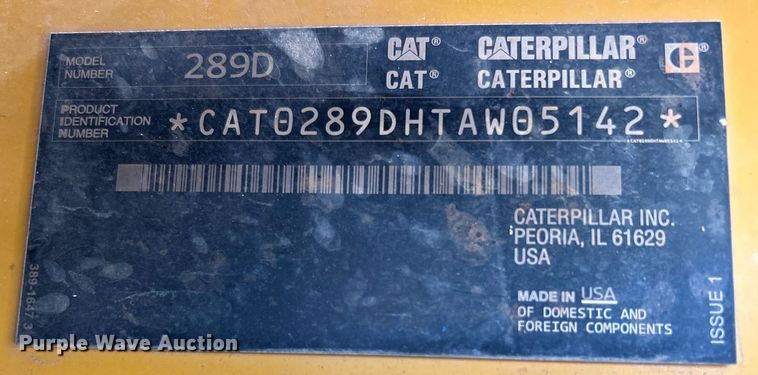 MODEL NUMBER 289D CAT® CATERPILLAR® C®
CAT® CATERPILLAR®
PRODUCT IDENTIFICATION NUMBER *CAT0289DHTAW05142*
CATERPILLAR INC.
PEORIA, IL 61629
USA
MADE IN USA
OF DOMESTIC AND
FOREIGN COMPONENTS
ISSUE 1
Purple Wave Auction